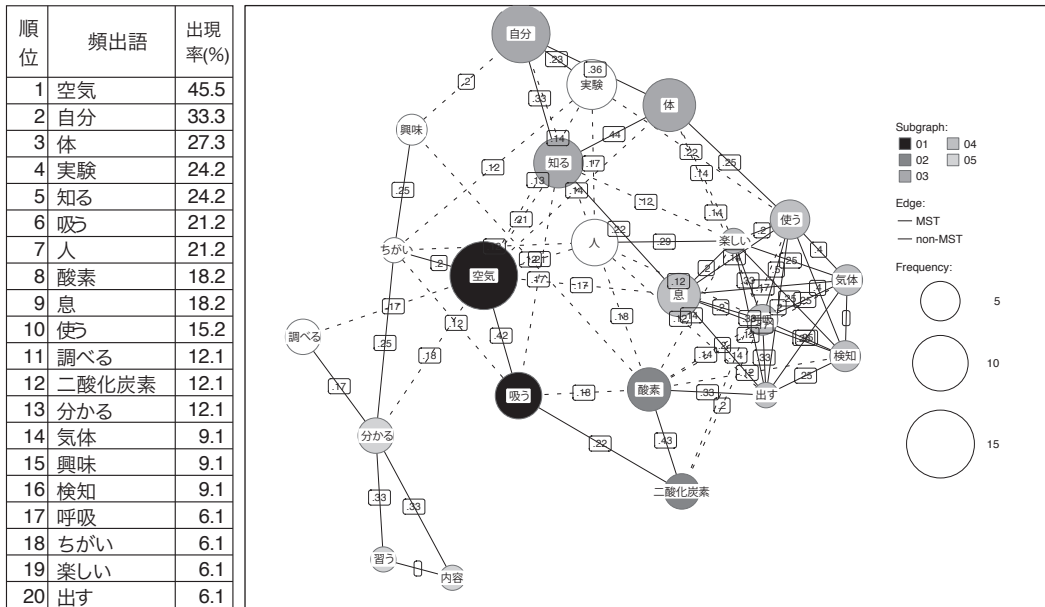 順位 頻出語 出現率(%)
1 空気 45.5
2 自分 33.3
3 体 27.3
4 実験 24.2
5 知る 24.2
6 吸う 21.2
7 人 21.2
8 酸素 18.2
9 息 18.2
10 使う 15.2
11 調べる 12.1
12 二酸化炭素 12.1
13 分かる 12.1
14 気体 9.1
15 興味 9.1
16 検知 9.1
17 呼吸 6.1
18 ちがい 6.1
19 楽しい 6.1
20 出す 6.1
自分
.23
.36
.2
実験
.33
体
興味
.14
.44
知る
.17
.22
.25
.12
.13
.14
.14
.25
.12
.14
使う
.21
.22
ちがい
人
.29
楽しい
.2
.4
.2
空気
.17
.17
.12
息
.2
気体
.17
.12
.18
調べる
.42
検知
.25
.18
.14
.14
.12
.33
.25
.17
吸う
.18
酸素
.33
出す
.2
分かる
.22
.43
二酸化炭素
.33
.33
習う
内容
Subgraph:
01 04
02 05
03
Edge:
MST
non-MST
Frequency:
5
10
15